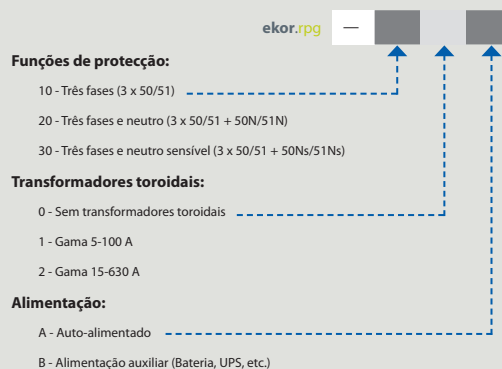 ekor.rpg —
Funções de protecção:
10 - Três fases (3 x 50/51)
20 - Três fases e neutro (3 x 50/51 + 50N/51N)
30 - Três fases e neutro sensível (3 x 50/51 + 50Ns/51Ns)
Transformadores toroidais:
0 - Sem transformadores toroidais
1 - Gama 5-100 A
2 - Gama 15-630 A
Alimentação:
A - Auto-alimentado
B - Alimentação auxiliar (Bateria, UPS, etc.)